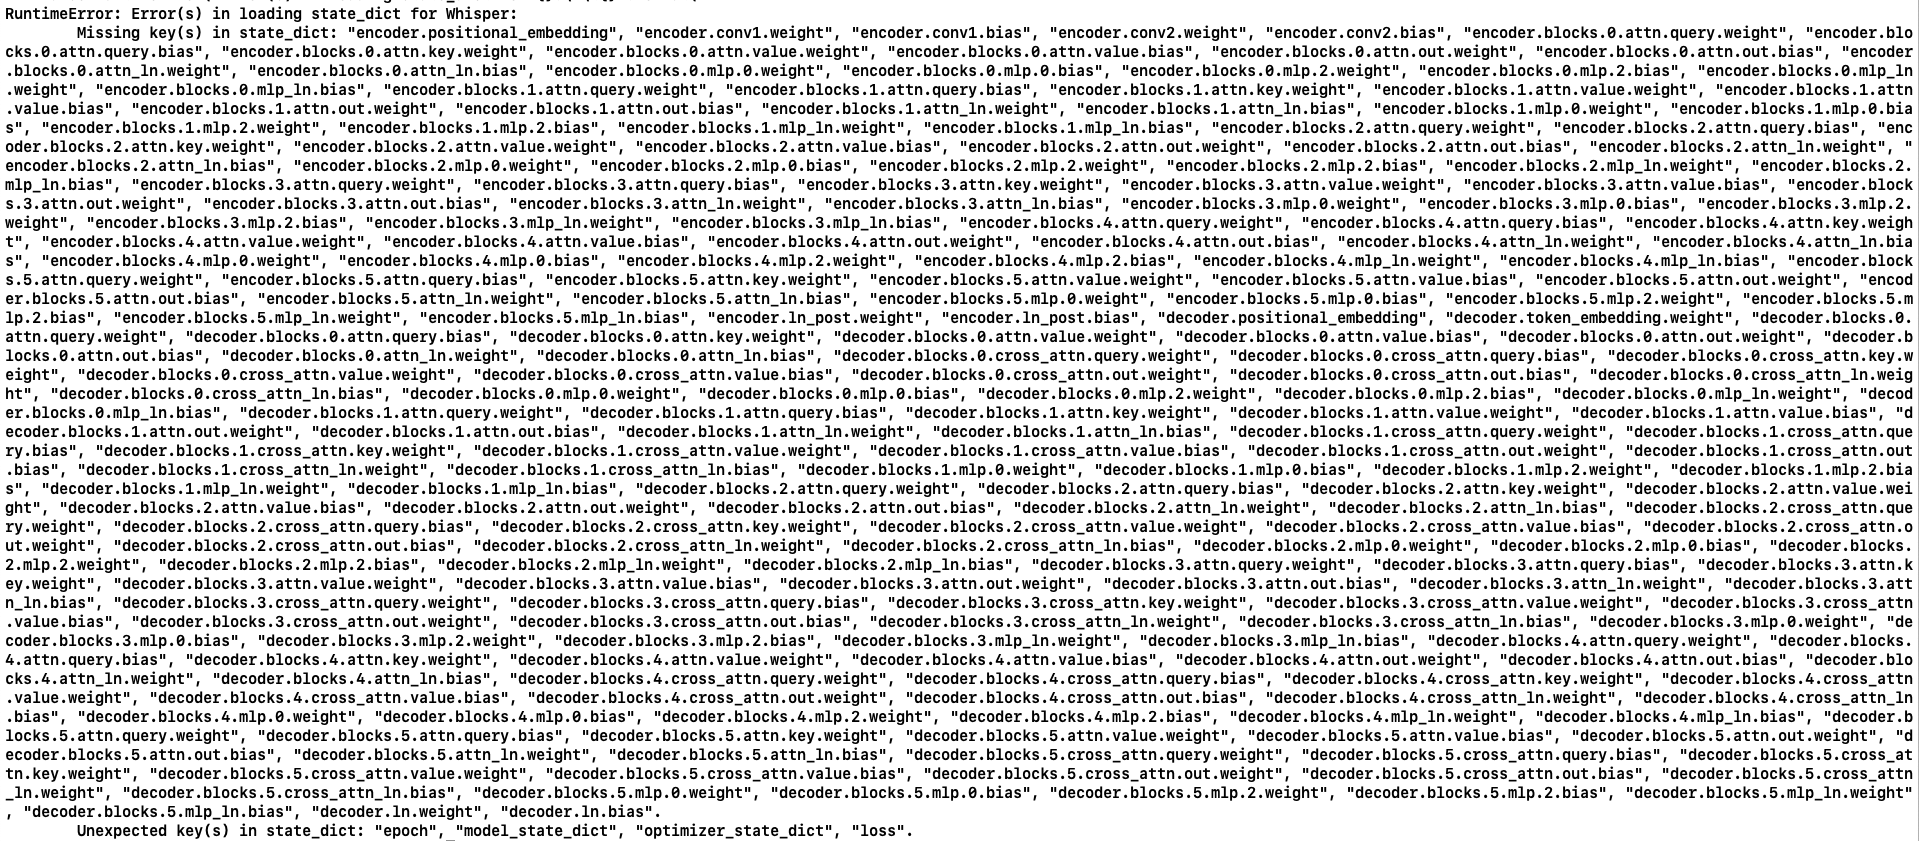 RuntimeError: Error(s) in loading state_dict for Whisper:
Missing key(s) in state_dict: "encoder.positional_embedding", "encoder.conv1.weight", "encoder.conv1.bias", "encoder.conv2.weight", "encoder.conv2.bias", "encoder.blocks.0.attn.query.weight", "encoder.blo
cks.0.attn.query.bias", "encoder.blocks.0.attn.key.weight", "encoder.blocks.0.attn.value.weight", "encoder.blocks.0.attn.value.bias", "encoder.blocks.0.attn.out.weight", "encoder.blocks.0.attn.out.bias", "encoder
.blocks.0.attn_ln.weight", "encoder.blocks.0.attn_ln.bias", "encoder.blocks.0.mlp.0.weight", "encoder.blocks.0.mlp.0.bias", "encoder.blocks.0.mlp.2.weight", "encoder.blocks.0.mlp.2.bias", "encoder.blocks.0.mlp_ln
.weight", "encoder.blocks.0.mlp_ln.bias", "encoder.blocks.1.attn.query.weight", "encoder.blocks.1.attn.query.bias", "encoder.blocks.1.attn.key.weight", "encoder.blocks.1.attn.value.weight", "encoder.blocks.1.attn
.value.bias", "encoder.blocks.1.attn.out.weight", "encoder.blocks.1.attn.out.bias", "encoder.blocks.1.attn_ln.weight", "encoder.blocks.1.attn_ln.bias", "encoder.blocks.1.mlp.0.weight", "encoder.blocks.1.mlp.0.bia
s", "encoder.blocks.1.mlp.2.weight", "encoder.blocks.1.mlp.2.bias", "encoder.blocks.1.mlp_ln.weight", "encoder.blocks.1.mlp_ln.bias", "encoder.blocks.2.attn.query.weight", "encoder.blocks.2.attn.query.bias", "enc
oder.blocks.2.attn.key.weight", "encoder.blocks.2.attn.value.weight", "encoder.blocks.2.attn.value.bias", "encoder.blocks.2.attn.out.weight", "encoder.blocks.2.attn.out.bias", "encoder.blocks.2.attn_ln.weight", "
encoder.blocks.2.attn_ln.bias", "encoder.blocks.2.mlp.0.weight", "encoder.blocks.2.mlp.0.bias", "encoder.blocks.2.mlp.2.weight", "encoder.blocks.2.mlp.2.bias", "encoder.blocks.2.mlp_ln.weight", "encoder.blocks.2.
mlp_ln.bias", "encoder.blocks.3.attn.query.weight", "encoder.blocks.3.attn.query.bias", "encoder.blocks.3.attn.key.weight", "encoder.blocks.3.attn.value.weight", "encoder.blocks.3.attn.value.bias", "encoder.block
s.3.attn.out.weight", "encoder.blocks.3.attn.out.bias", "encoder.blocks.3.attn_ln.weight", "encoder.blocks.3.attn_ln.bias", "encoder.blocks.3.mlp.0.weight", "encoder.blocks.3.mlp.0.bias", "encoder.blocks.3.mlp.2.
weight", "encoder.blocks.3.mlp.2.bias", "encoder.blocks.3.mlp_ln.weight", "encoder.blocks.3.mlp_ln.bias", "encoder.blocks.4.attn.query.weight", "encoder.blocks.4.attn.query.bias", "encoder.blocks.4.attn.key.weigh
t", "encoder.blocks.4.attn.value.weight", "encoder.blocks.4.attn.value.bias", "encoder.blocks.4.attn.out.weight", "encoder.blocks.4.attn.out.bias", "encoder.blocks.4.attn_ln.weight", "encoder.blocks.4.attn_ln.bia
s", "encoder.blocks.4.mlp.0.weight", "encoder.blocks.4.mlp.0.bias", "encoder.blocks.4.mlp.2.weight", "encoder.blocks.4.mlp.2.bias", "encoder.blocks.4.mlp_ln.weight", "encoder.blocks.4.mlp_ln.bias", "encoder.block
s.5.attn.query.weight", "encoder.blocks.5.attn.query.bias", "encoder.blocks.5.attn.key.weight", "encoder.blocks.5.attn.value.weight", "encoder.blocks.5.attn.value.bias", "encoder.blocks.5.attn.out.weight", "encod
er.blocks.5.attn.out.bias", "encoder.blocks.5.attn_ln.weight", "encoder.blocks.5.attn_ln.bias", "encoder.blocks.5.mlp.0.weight", "encoder.blocks.5.mlp.0.bias", "encoder.blocks.5.mlp.2.weight", "encoder.blocks.5.m
lp.2.bias", "encoder.blocks.5.mlp_ln.weight", "encoder.blocks.5.mlp_ln.bias", "encoder.ln_post.weight", "encoder.ln_post.bias", "decoder.positional_embedding", "decoder.token_embedding.weight", "decoder.blocks.0.
attn.query.weight", "decoder.blocks.0.attn.query.bias", "decoder.blocks.0.attn.key.weight", "decoder.blocks.0.attn.value.weight", "decoder.blocks.0.attn.value.bias", "decoder.blocks.0.attn.out.weight", "decoder.b
locks.0.attn.out.bias", "decoder.blocks.0.attn_ln.weight", "decoder.blocks.0.attn_ln.bias", "decoder.blocks.0.cross_attn.query.weight", "decoder.blocks.0.cross_attn.query.bias", "decoder.blocks.0.cross_attn.key.w
eight", "decoder.blocks.0.cross_attn.value.weight", "decoder.blocks.0.cross_attn.value.bias", "decoder.blocks.0.cross_attn.out.weight", "decoder.blocks.0.cross_attn.out.bias", "decoder.blocks.0.cross_attn_ln.weig
ht", "decoder.blocks.0.cross_attn_ln.bias", "decoder.blocks.0.mlp.0.weight", "decoder.blocks.0.mlp.0.bias", "decoder.blocks.0.mlp.2.weight", "decoder.blocks.0.mlp.2.bias", "decoder.blocks.0.mlp_ln.weight", "decod
er.blocks.0.mlp_ln.bias", "decoder.blocks.1.attn.query.weight", "decoder.blocks.1.attn.query.bias", "decoder.blocks.1.attn.key.weight", "decoder.blocks.1.attn.value.weight", "decoder.blocks.1.attn.value.bias", "d
ecoder.blocks.1.attn.out.weight", "decoder.blocks.1.attn.out.bias", "decoder.blocks.1.attn_ln.weight", "decoder.blocks.1.attn_ln.bias", "decoder.blocks.1.cross_attn.query.weight", "decoder.blocks.1.cross_attn.que
ry.bias", "decoder.blocks.1.cross_attn.key.weight", "decoder.blocks.1.cross_attn.value.weight", "decoder.blocks.1.cross_attn.value.bias", "decoder.blocks.1.cross_attn.out.weight", "decoder.blocks.1.cross_attn.out
.bias", "decoder.blocks.1.cross_attn_ln.weight", "decoder.blocks.1.cross_attn_ln.bias", "decoder.blocks.1.mlp.0.weight", "decoder.blocks.1.mlp.0.bias", "decoder.blocks.1.mlp.2.weight", "decoder.blocks.1.mlp.2.bia
s", "decoder.blocks.1.mlp_ln.weight", "decoder.blocks.1.mlp_ln.bias", "decoder.blocks.2.attn.query.weight", "decoder.blocks.2.attn.query.bias", "decoder.blocks.2.attn.key.weight", "decoder.blocks.2.attn.value.wei
ght", "decoder.blocks.2.attn.value.bias", "decoder.blocks.2.attn.out.weight", "decoder.blocks.2.attn.out.bias", "decoder.blocks.2.attn_ln.weight", "decoder.blocks.2.attn_ln.bias", "decoder.blocks.2.cross_attn.que
ry.weight", "decoder.blocks.2.cross_attn.query.bias", "decoder.blocks.2.cross_attn.key.weight", "decoder.blocks.2.cross_attn.value.weight", "decoder.blocks.2.cross_attn.value.bias", "decoder.blocks.2.cross_attn.o
ut.weight", "decoder.blocks.2.cross_attn.out.bias", "decoder.blocks.2.cross_attn_ln.weight", "decoder.blocks.2.cross_attn_ln.bias", "decoder.blocks.2.mlp.0.weight", "decoder.blocks.2.mlp.0.bias", "decoder.blocks.
2.mlp.2.weight", "decoder.blocks.2.mlp.2.bias", "decoder.blocks.2.mlp_ln.weight", "decoder.blocks.2.mlp_ln.bias", "decoder.blocks.3.attn.query.weight", "decoder.blocks.3.attn.query.bias", "decoder.blocks.3.attn.k
ey.weight", "decoder.blocks.3.attn.value.weight", "decoder.blocks.3.attn.value.bias", "decoder.blocks.3.attn.out.weight", "decoder.blocks.3.attn.out.bias", "decoder.blocks.3.attn_ln.weight", "decoder.blocks.3.att
n_ln.bias", "decoder.blocks.3.cross_attn.query.weight", "decoder.blocks.3.cross_attn.query.bias", "decoder.blocks.3.cross_attn.key.weight", "decoder.blocks.3.cross_attn.value.weight", "decoder.blocks.3.cross_attn
.value.bias", "decoder.blocks.3.cross_attn.out.weight", "decoder.blocks.3.cross_attn.out.bias", "decoder.blocks.3.cross_attn_ln.weight", "decoder.blocks.3.cross_attn_ln.bias", "decoder.blocks.3.mlp.0.weight", "de
coder.blocks.3.mlp.0.bias", "decoder.blocks.3.mlp.2.weight", "decoder.blocks.3.mlp.2.bias", "decoder.blocks.3.mlp_ln.weight", "decoder.blocks.3.mlp_ln.bias", "decoder.blocks.4.attn.query.weight", "decoder.blocks.
4.attn.query.bias", "decoder.blocks.4.attn.key.weight", "decoder.blocks.4.attn.value.weight", "decoder.blocks.4.attn.value.bias", "decoder.blocks.4.attn.out.weight", "decoder.blocks.4.attn.out.bias", "decoder.blo
cks.4.attn_ln.weight", "decoder.blocks.4.attn_ln.bias", "decoder.blocks.4.cross_attn.query.weight", "decoder.blocks.4.cross_attn.query.bias", "decoder.blocks.4.cross_attn.key.weight", "decoder.blocks.4.cross_attn
.value.weight", "decoder.blocks.4.cross_attn.value.bias", "decoder.blocks.4.cross_attn.out.weight", "decoder.blocks.4.cross_attn.out.bias", "decoder.blocks.4.cross_attn_ln.weight", "decoder.blocks.4.cross_attn_ln
.bias", "decoder.blocks.4.mlp.0.weight", "decoder.blocks.4.mlp.0.bias", "decoder.blocks.4.mlp.2.weight", "decoder.blocks.4.mlp.2.bias", "decoder.blocks.4.mlp_ln.weight", "decoder.blocks.4.mlp_ln.bias", "decoder.b
locks.5.attn.query.weight", "decoder.blocks.5.attn.query.bias", "decoder.blocks.5.attn.key.weight", "decoder.blocks.5.attn.value.weight", "decoder.blocks.5.attn.value.bias", "decoder.blocks.5.attn.out.weight", "d
ecoder.blocks.5.attn.out.bias", "decoder.blocks.5.attn_ln.weight", "decoder.blocks.5.attn_ln.bias", "decoder.blocks.5.cross_attn.query.weight", "decoder.blocks.5.cross_attn.query.bias", "decoder.blocks.5.cross_at
tn.key.weight", "decoder.blocks.5.cross_attn.value.weight", "decoder.blocks.5.cross_attn.value.bias", "decoder.blocks.5.cross_attn.out.weight", "decoder.blocks.5.cross_attn.out.bias", "decoder.blocks.5.cross_attn
_ln.weight", "decoder.blocks.5.cross_attn_ln.bias", "decoder.blocks.5.mlp.0.weight", "decoder.blocks.5.mlp.0.bias", "decoder.blocks.5.mlp.2.weight", "decoder.blocks.5.mlp.2.bias", "decoder.blocks.5.mlp_ln.weight"
, "decoder.blocks.5.mlp_ln.bias", "decoder.ln.weight", "decoder.ln.bias".
Unexpected key(s) in state_dict: "epoch", "model_state_dict", "optimizer_state_dict", "loss".